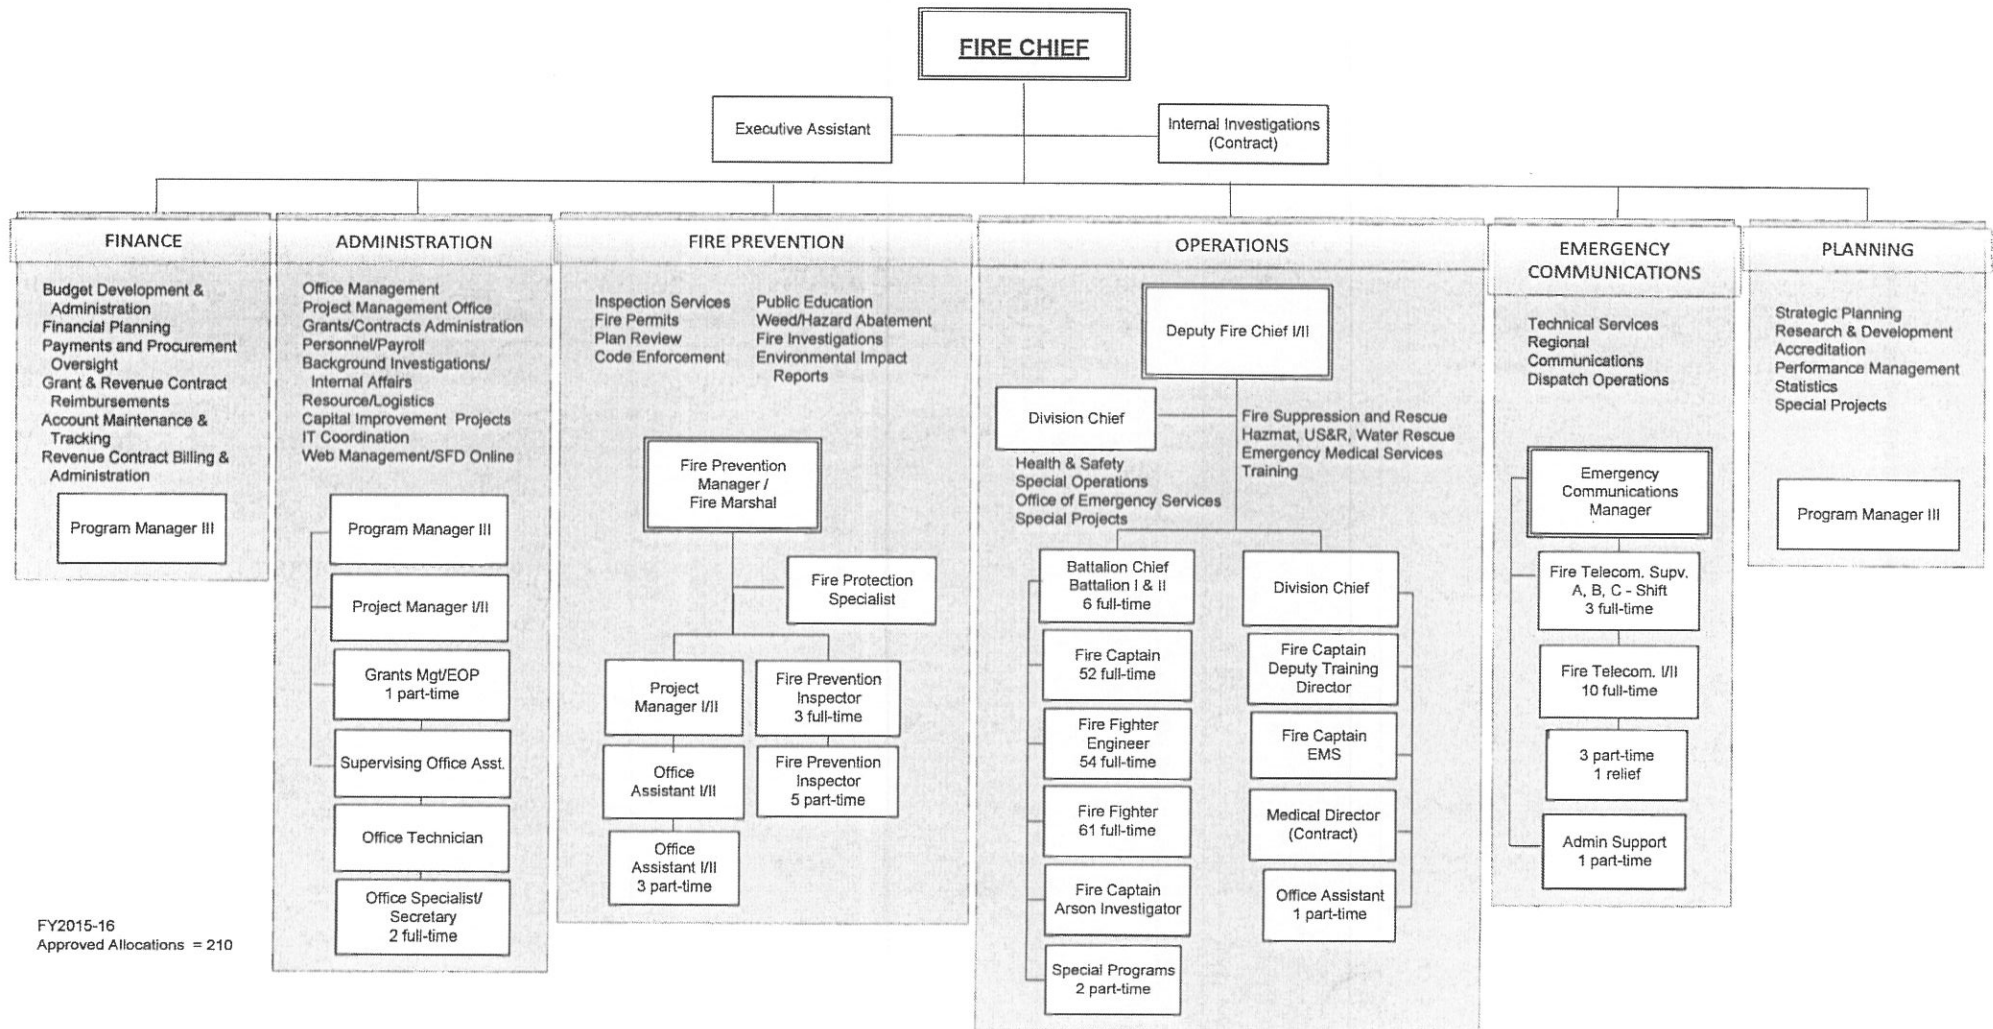 FIRE CHIEF
Executive Assistant
Internal Investigations
(Contract)
FINANCE
Budget Development &
Administration
Financial Planning
Payments and Procurement
Oversight
Grant & Revenue Contract
Reimbursements
Account Maintenance &
Tracking
Revenue Contract Billing &
Administration
Program Manager III
ADMINISTRATION
Office Management
Project Management Office
Grants/Contracts Administration
Personnel/Payroll
Background Investigations/
Internal Affairs
Resource/Logistics
Capital Improvement Projects
IT Coordination
Web Management/SFD Online
Program Manager III
Project Manager I/II
Grants Mgt/EOP
1 part-time
Supervising Office Asst.
Office Technician
Office Specialist/
Secretary
2 full-time
FIRE PREVENTION
Inspection Services
Fire Permits
Plan Review
Code Enforcement
Public Education
Weed/Hazard Abatement
Fire Investigations
Environmental Impact
Reports
Fire Prevention
Manager /
Fire Marshal
Fire Protection
Specialist
Project
Manager I/II
Office
Assistant I/II
Office
Assistant I/II
3 part-time
Fire Prevention
Inspector
3 full-time
Fire Prevention
Inspector
5 part-time
OPERATIONS
Deputy Fire Chief I/II
Division Chief
Health & Safety
Special Operations
Office of Emergency Services
Special Projects
Fire Suppression and Rescue
Hazmat, US&R, Water Rescue
Emergency Medical Services
Training
Battalion Chief
Battalion I & II
6 full-time
Fire Captain
52 full-time
Fire Fighter
Engineer
54 full-time
Fire Fighter
61 full-time
Fire Captain
Arson Investigator
Special Programs
2 part-time
Division Chief
Fire Captain
Deputy Training
Director
Fire Captain
EMS
Medical Director
(Contract)
Office Assistant
1 part-time
EMERGENCY
COMMUNICATIONS
Technical Services
Regional
Communications
Dispatch Operations
Emergency
Communications
Manager
Fire Telecom. Supv.
A, B, C - Shift
3 full-time
Fire Telecom. I/II
10 full-time
3 part-time
1 relief
Admin Support
1 part-time
PLANNING
Strategic Planning
Research & Development
Accreditation
Performance Management
Statistics
Special Projects
Program Manager III
FY2015-16
Approved Allocations = 210